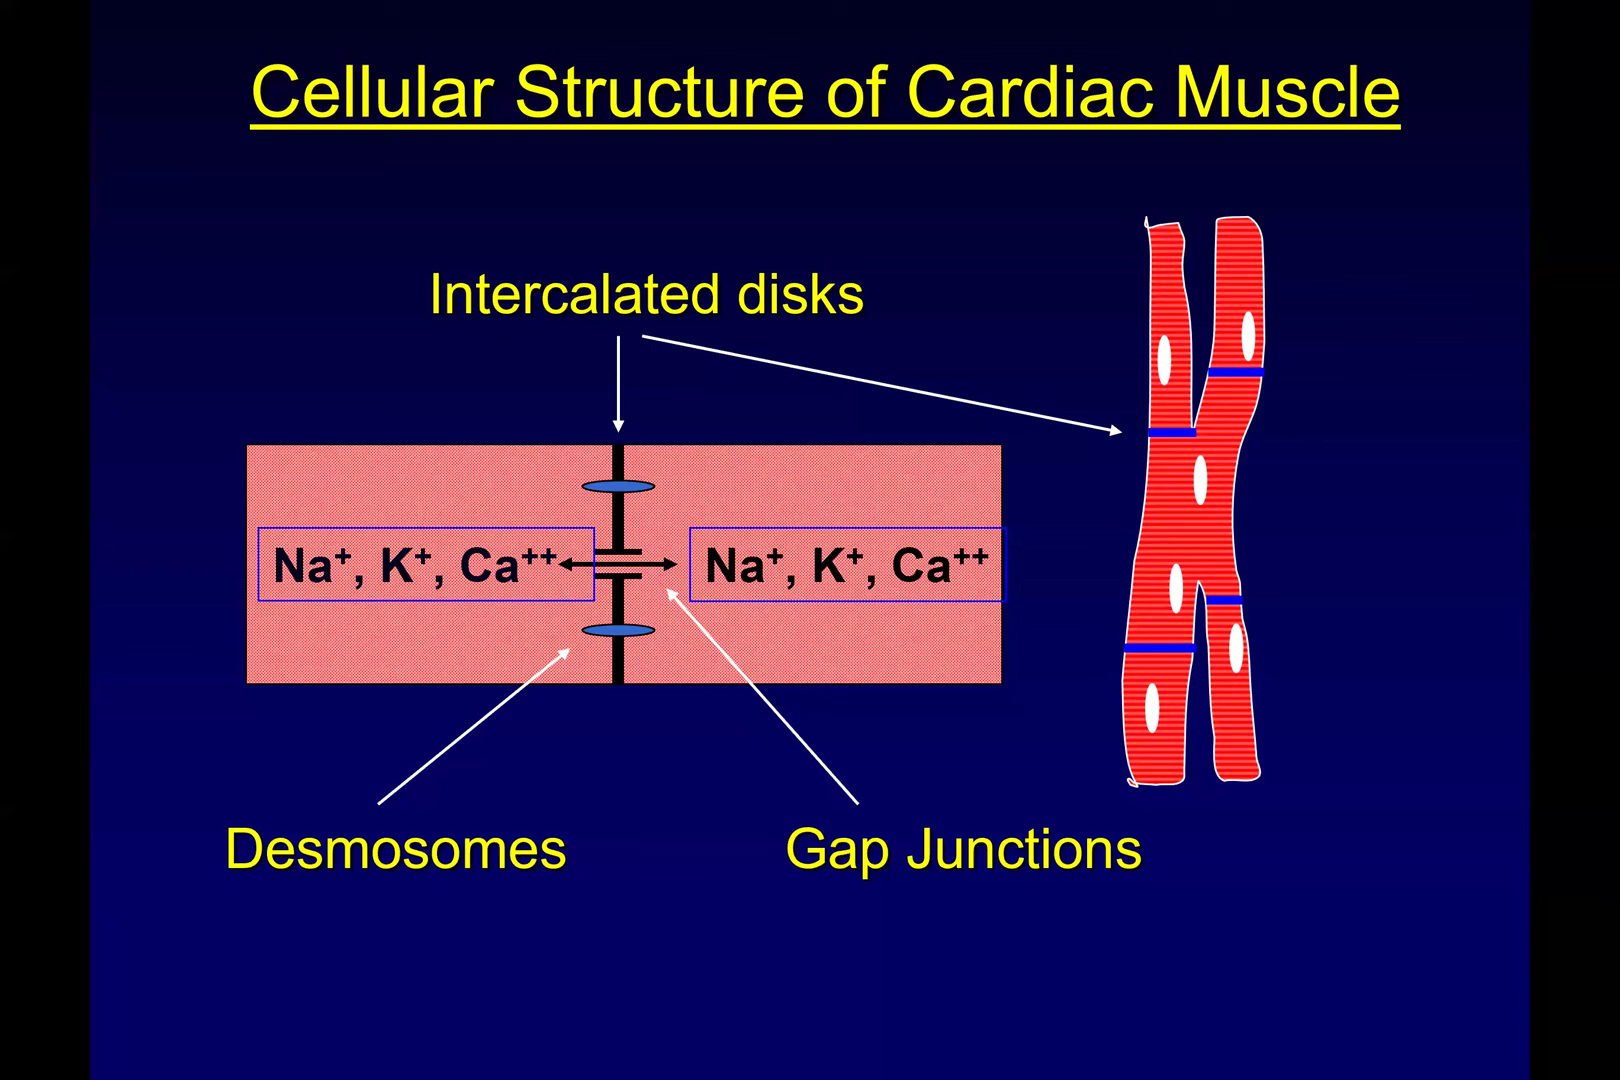 Cellular Structure of Cardiac Muscle
Intercalated disks
Na⁺, K⁺, Ca⁺⁺
Na⁺, K⁺, Ca⁺⁺
Desmosomes
Gap Junctions